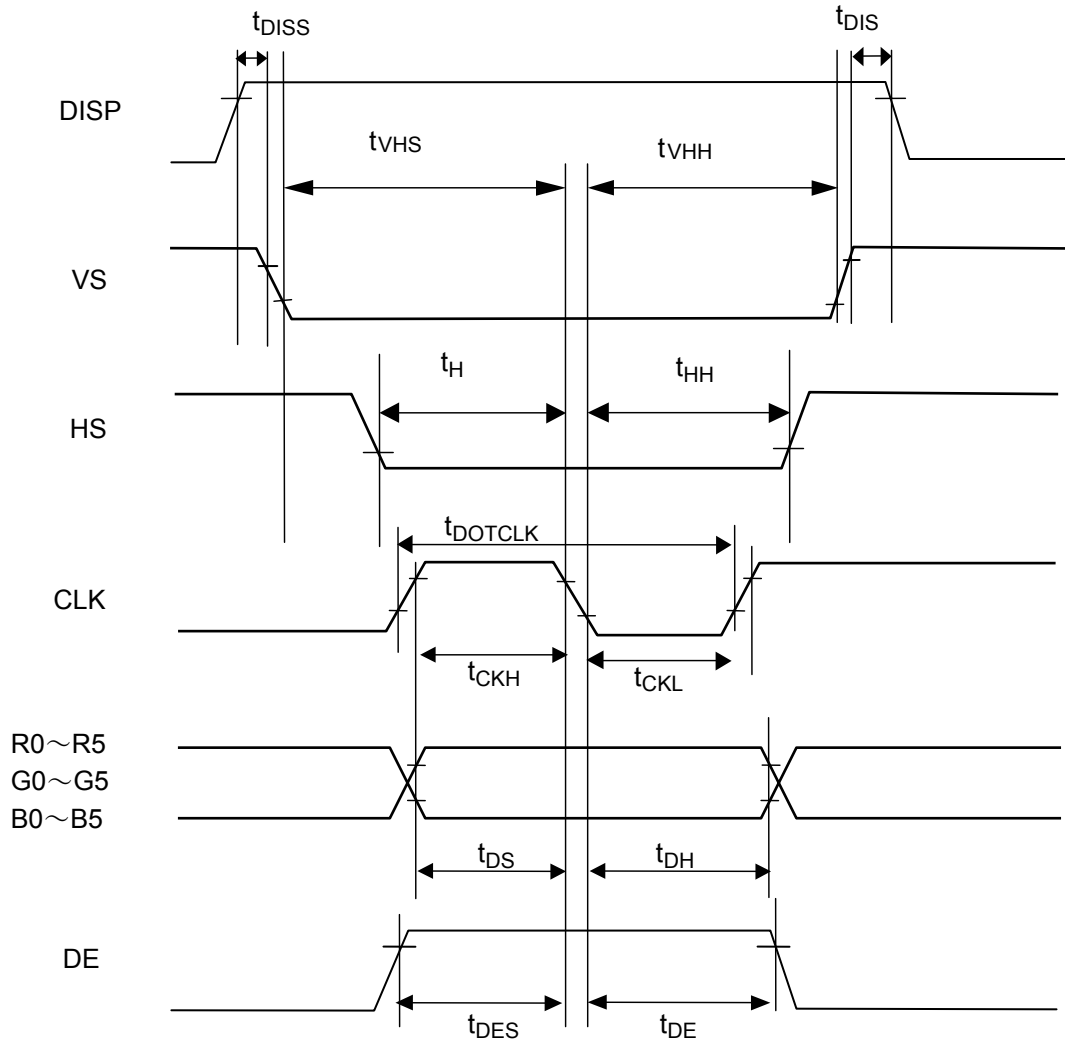 tDISS
tDIS
DISP
tVHS
tVHH
VS
tH
tHH
HS
tDOTCLK
CLK
tCKH
tCKL
R0～R5
G0～G5
B0～B5
tDS
tDH
DE
tDES
tDE